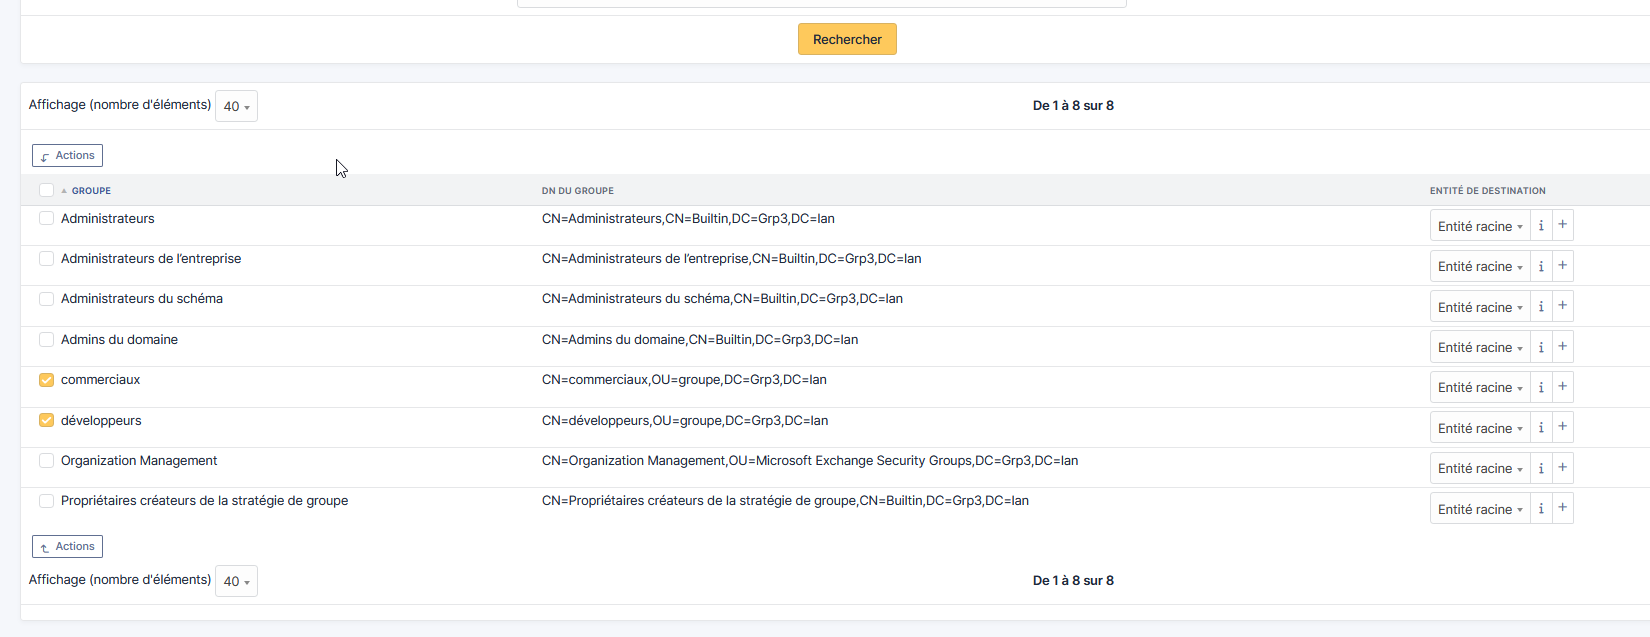 Rechercher
Affichage (nombre d'éléments) 40 De 1 à 8 sur 8
Actions
GROUPE DN DU GROUPE ENTITÉ DE DESTINATION
Administrateurs CN=Administrateurs,CN=Builtin,DC=Grp3,DC=lan Entité racine i +
Administrateurs de l’entreprise CN=Administrateurs de l’entreprise,CN=Builtin,DC=Grp3,DC=lan Entité racine i +
Administrateurs du schéma CN=Administrateurs du schéma,CN=Builtin,DC=Grp3,DC=lan Entité racine i +
Admins du domaine CN=Admins du domaine,CN=Builtin,DC=Grp3,DC=lan Entité racine i +
commerciaux CN=commerciaux,OU=groupe,DC=Grp3,DC=lan Entité racine i +
développeurs CN=développeurs,OU=groupe,DC=Grp3,DC=lan Entité racine i +
Organization Management CN=Organization Management,OU=Microsoft Exchange Security Groups,DC=Grp3,DC=lan Entité racine i +
Propriétaires créateurs de la stratégie de groupe CN=Propriétaires créateurs de la stratégie de groupe,CN=Builtin,DC=Grp3,DC=lan Entité racine i +
Actions
Affichage (nombre d'éléments) 40 De 1 à 8 sur 8